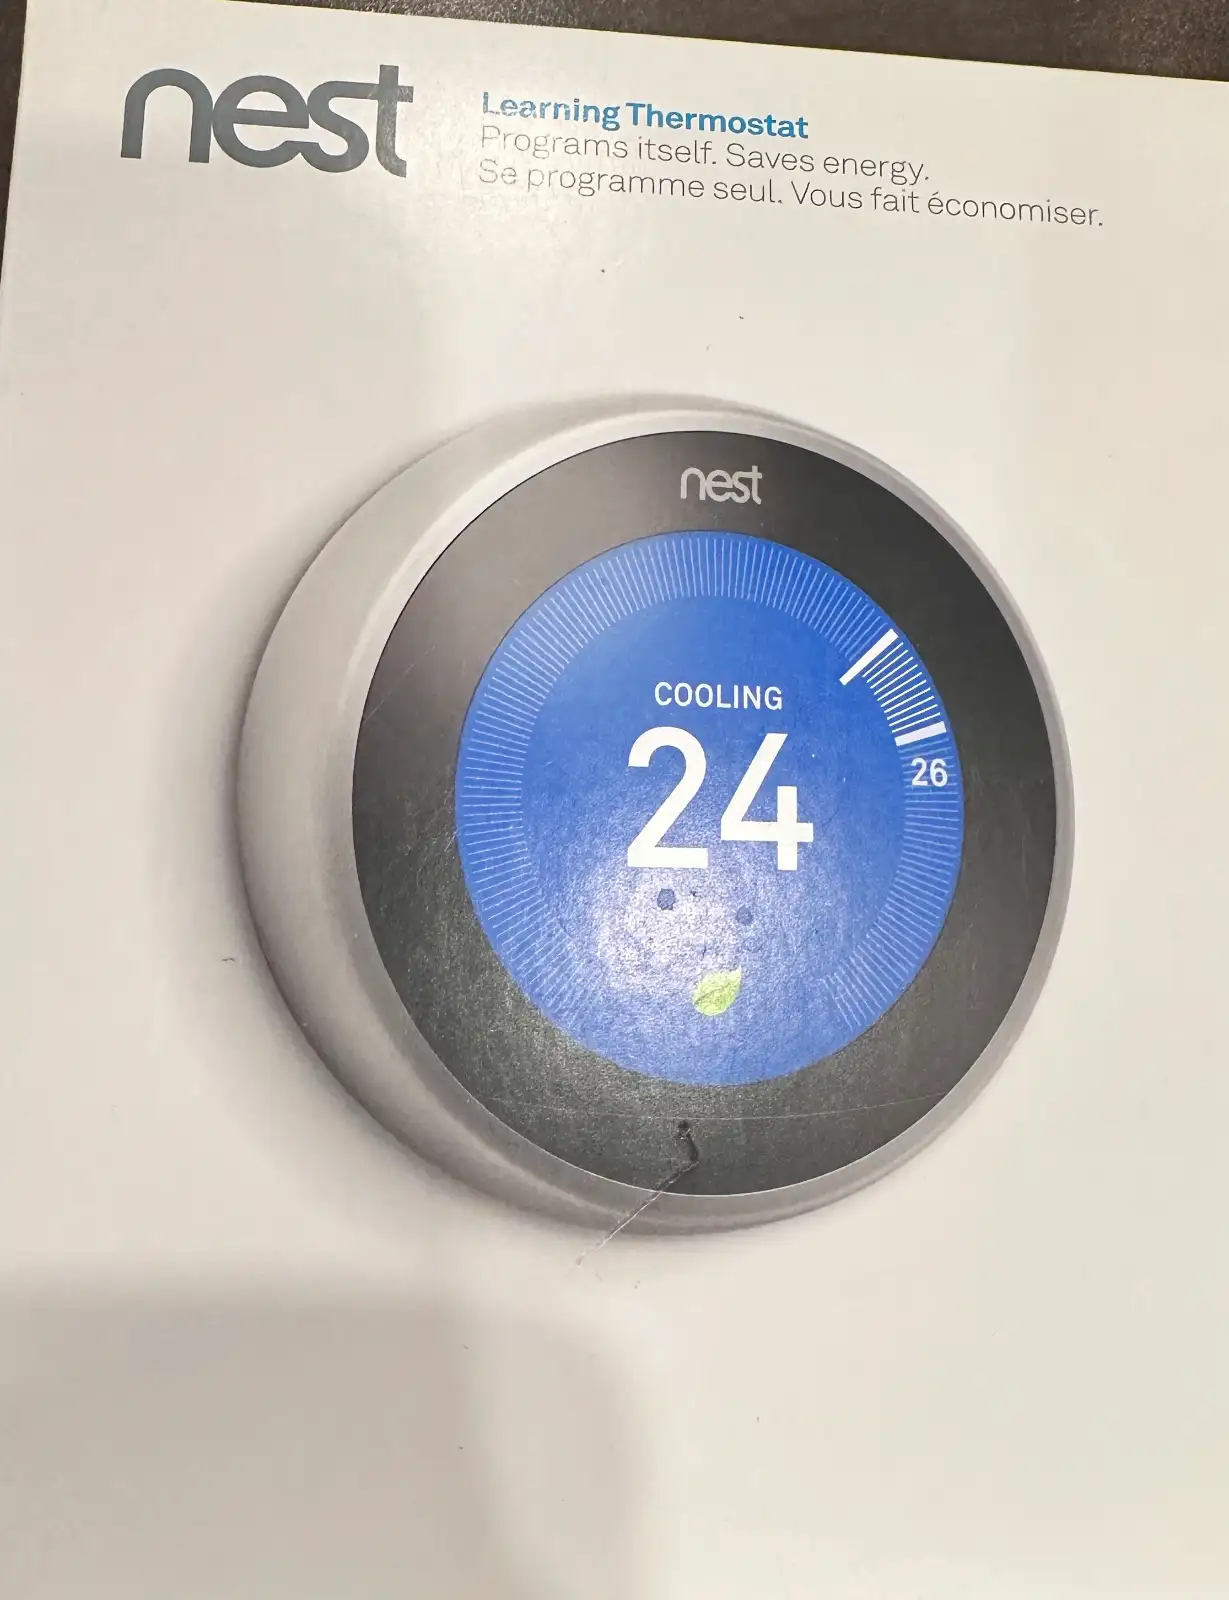 nest
Learning Thermostat
Programs itself. Saves energy.
Se programme seul. Vous fait économiser.
nest
COOLING
24
26